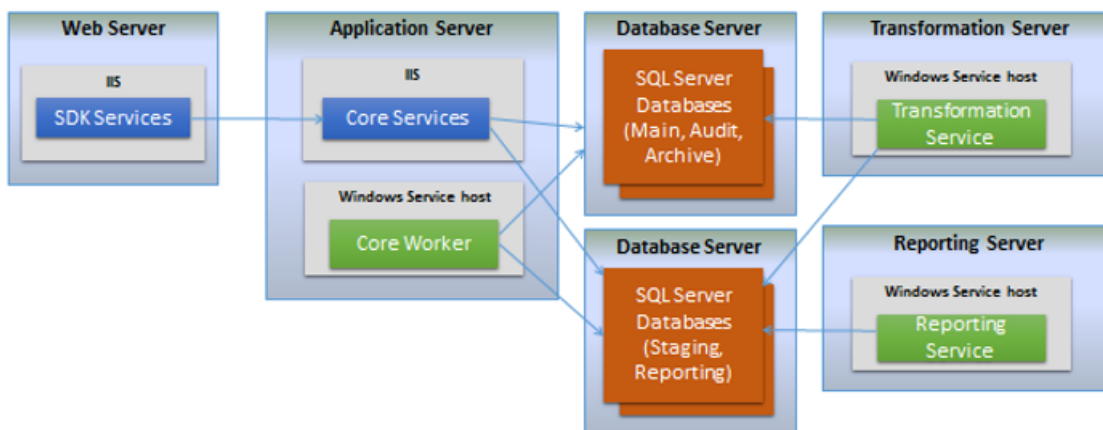 Web Server
IIS
SDK Services
Application Server
IIS
Core Services
Windows Service host
Core Worker
Database Server
SQL Server
Databases
(Main, Audit,
Archive)
Database Server
SQL Server
Databases
(Staging,
Reporting)
Transformation Server
Windows Service host
Transformation
Service
Reporting Server
Windows Service host
Reporting
Service